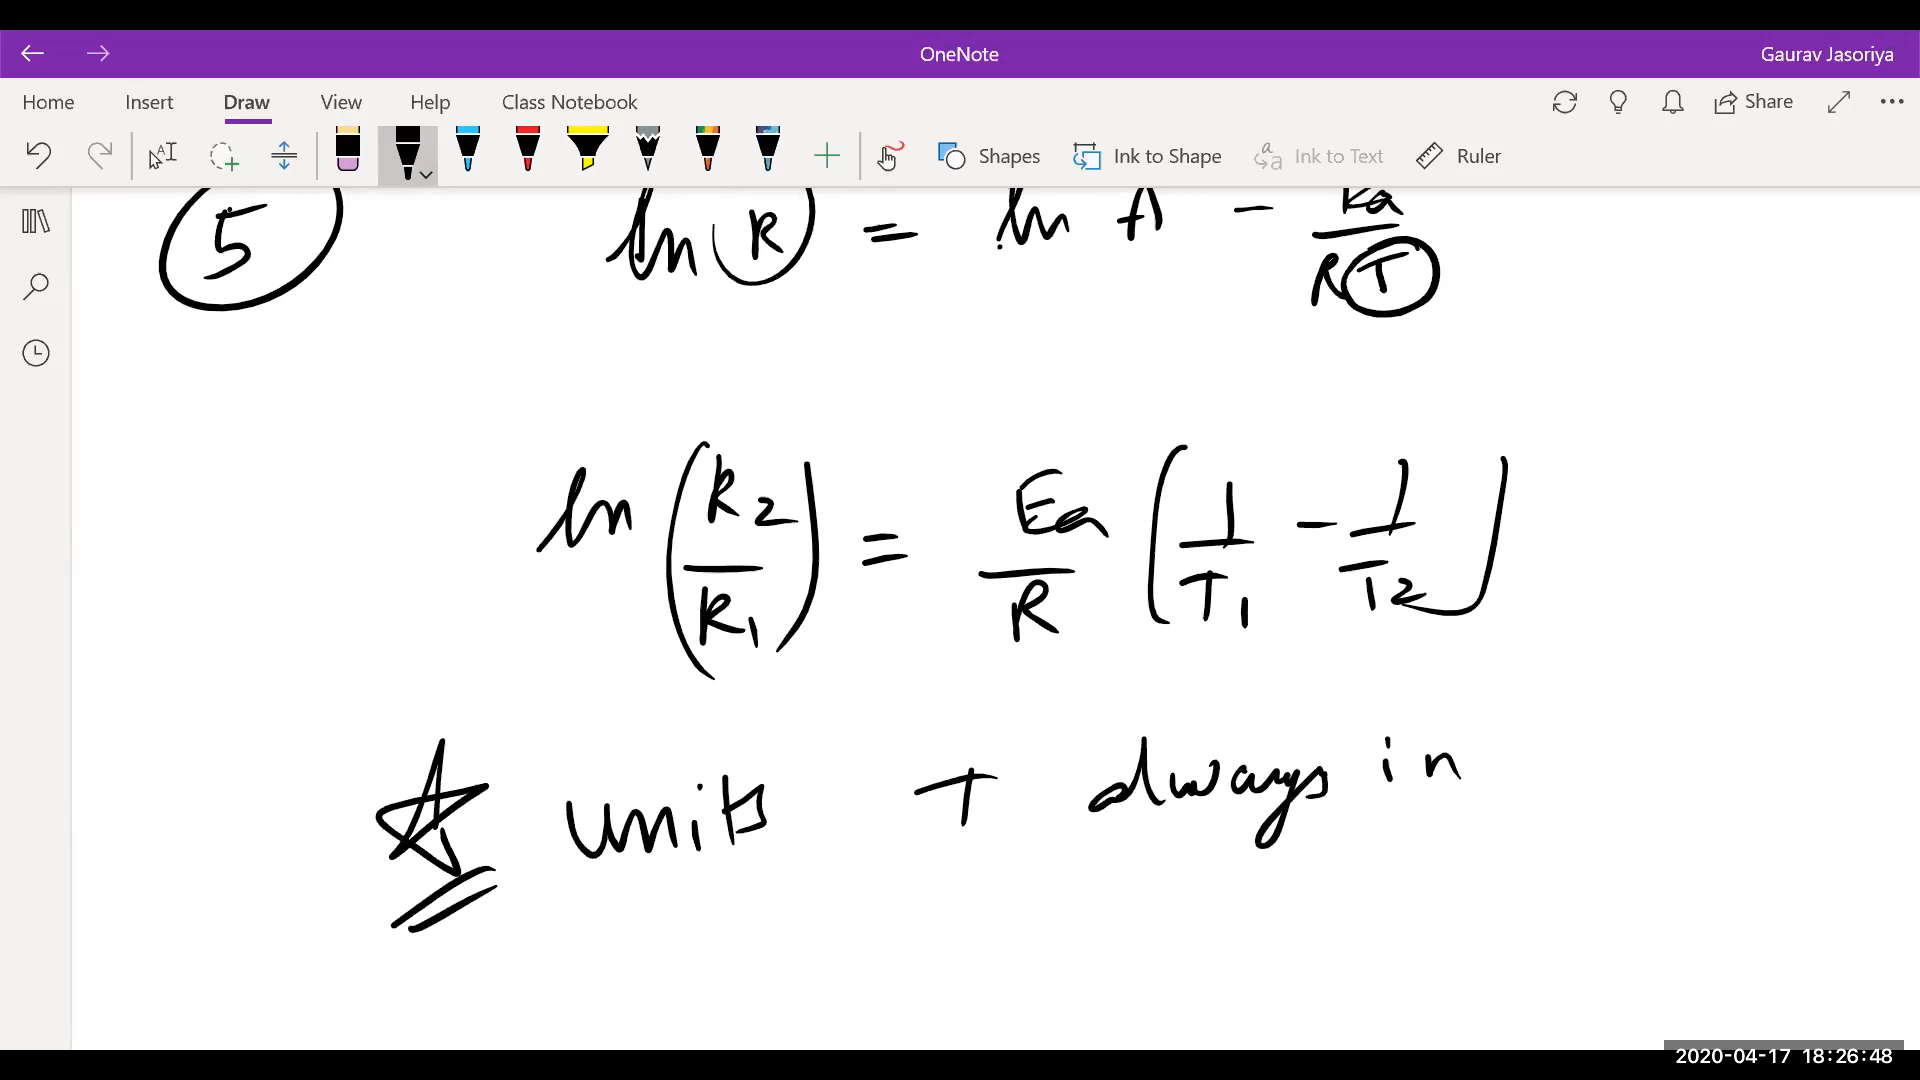 OneNote
Gaurav Jasoriya
Home Insert Draw View Help Class Notebook Share
Shapes Ink to Shape Ink to Text Ruler
5 ln K = ln A - Ea/RT
ln (K2/K1) = Ea/R (1/T1 - 1/T2)
units T always in
2020-04-17 18:26:48